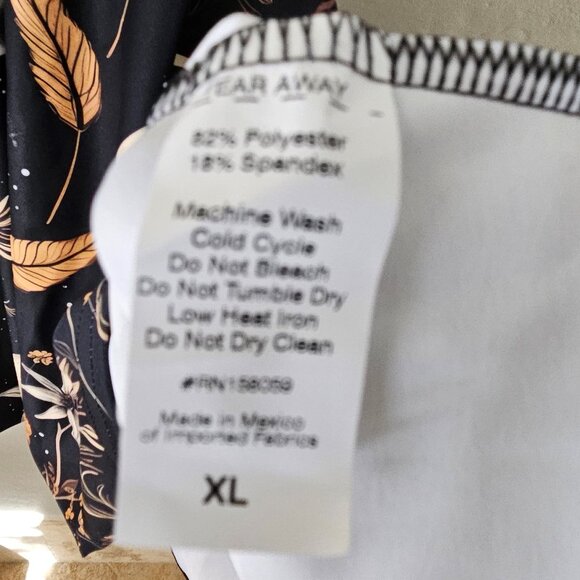 TEAR AWAY
82% Polyester
18% Spandex
Machine Wash
Cold Cycle
Do Not Bleach
Do Not Tumble Dry
Low Heat Iron
Do Not Dry Clean
#RN158059
Made in Mexico
of Imported Fabrics
XL